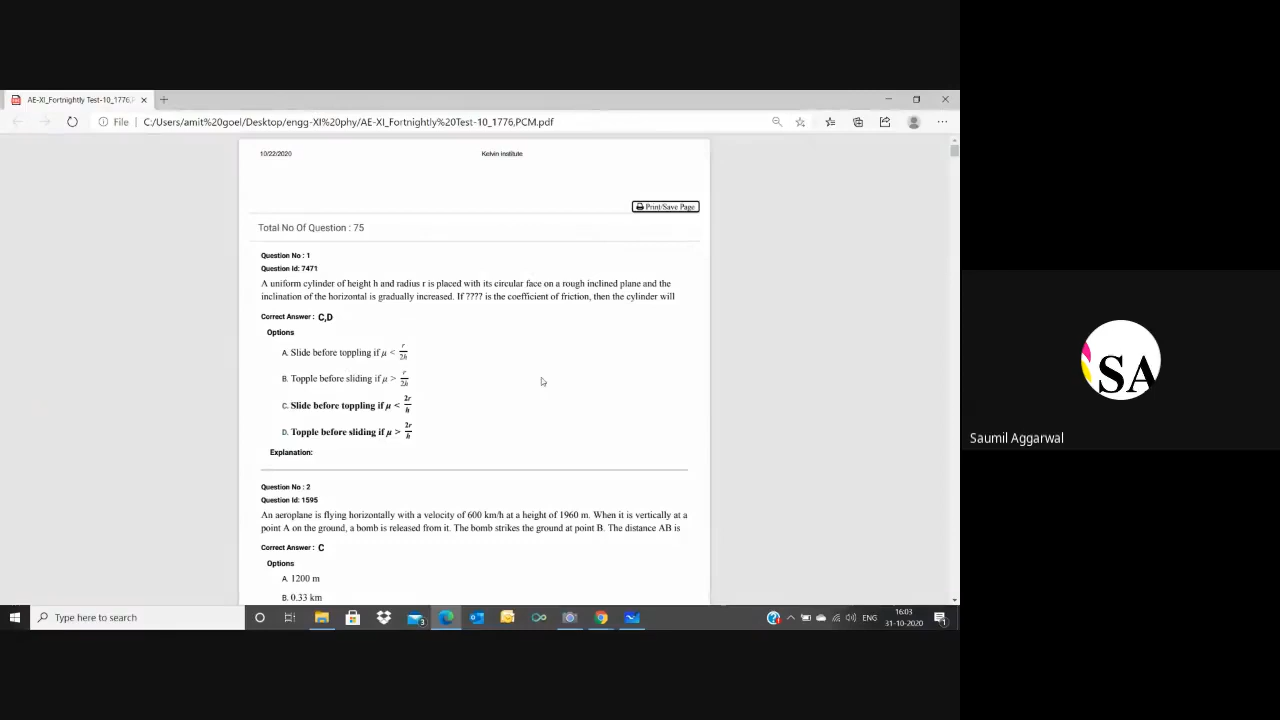 AE-XI_Fortnightly Test-10_1776,P
File
C:/Users/amit%20goel/Desktop/engg-XI%20phy/AE-XI_Fortnightly%20Test-10_1776,PCM.pdf
10/22/2020 Kelvin institute
Print/Save Page
Total No Of Question : 75
Question No : 1
Question Id: 7471
A uniform cylinder of height h and radius r is placed with its circular face on a rough inclined plane and the
inclination of the horizontal is gradually increased. If ???? is the coefficient of friction, then the cylinder will
Correct Answer : C,D
Options
A. Slide before toppling if μ < r/2h
B. Topple before sliding if μ > r/2h
C. Slide before toppling if μ < 2r/h
D. Topple before sliding if μ > 2r/h
Explanation:
Question No : 2
Question Id: 1595
An aeroplane is flying horizontally with a velocity of 600 km/h at a height of 1960 m. When it is vertically at a
point A on the ground, a bomb is released from it. The bomb strikes the ground at point B. The distance AB is
Correct Answer : C
Options
A. 1200 m
B. 0.33 km
Type here to search
3
ENG
16:03
31-10-2020
1
SA
Saumil Aggarwal